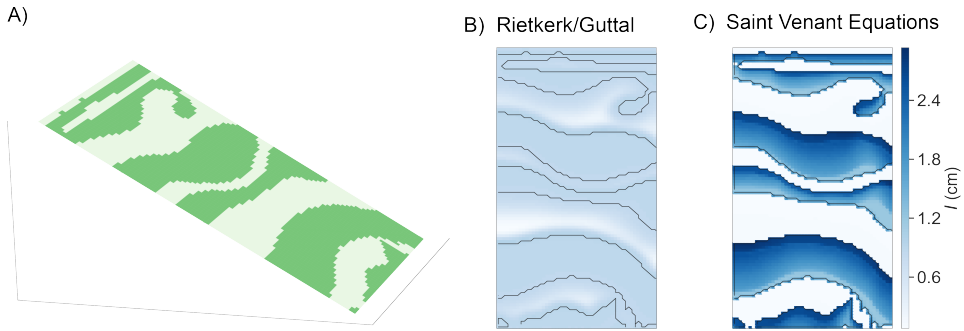 A)
B) Rietkerk/Guttal
C) Saint Venant Equations
2.4
1.8
1.2
0.6
I (cm)